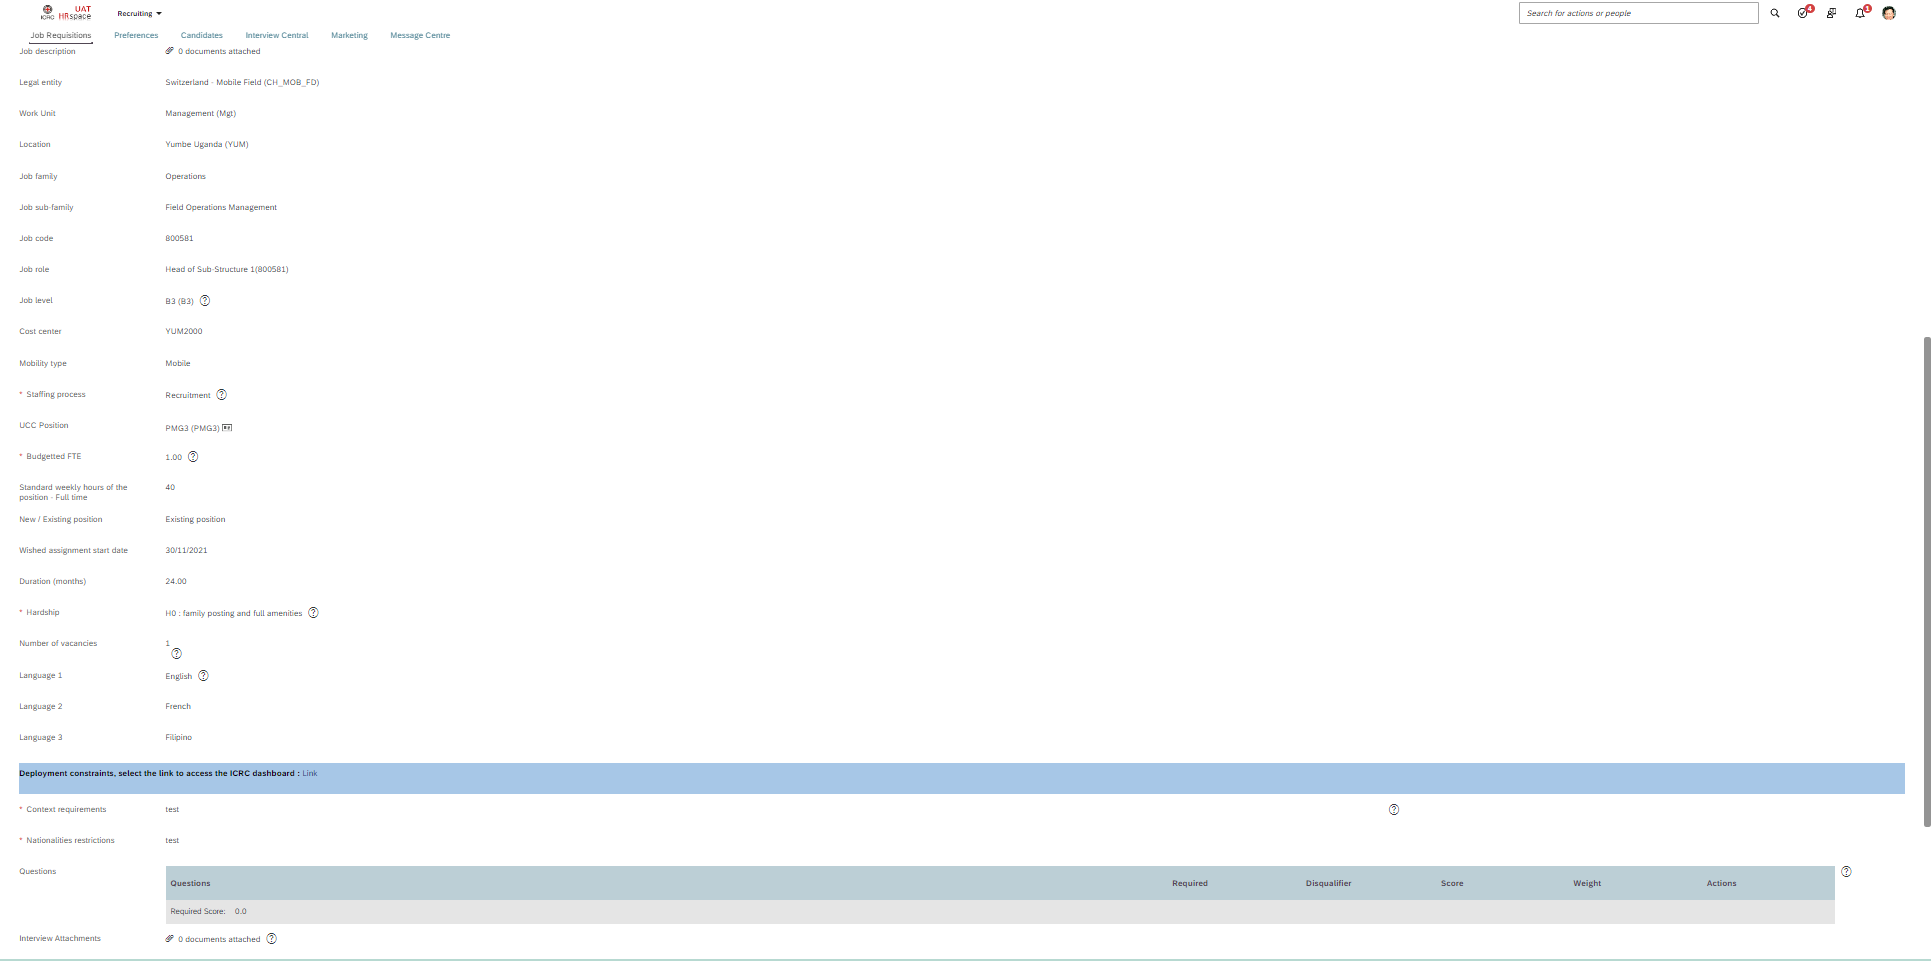 ICRC
UAT
HRspace
Recruiting
Search for actions or people
4
1
Job Requisitions Preferences Candidates Interview Central Marketing Message Centre
Job description 0 documents attached
Legal entity Switzerland - Mobile Field (CH_MOB_FD)
Work Unit Management (Mgt)
Location Yumbe Uganda (YUM)
Job family Operations
Job sub-family Field Operations Management
Job code 800581
Job role Head of Sub-Structure 1(800581)
Job level B3 (B3) ?
Cost center YUM2000
Mobility type Mobile
* Staffing process Recruitment ?
UCC Position PMG3 (PMG3)
* Budgetted FTE 1.00 ?
Standard weekly hours of the
position - Full time
40
New / Existing position Existing position
Wished assignment start date 30/11/2021
Duration (months) 24.00
* Hardship H0 : family posting and full amenities ?
Number of vacancies 1
?
Language 1 English ?
Language 2 French
Language 3 Filipino
Deployment constraints, select the link to access the ICRC dashboard : Link
* Context requirements test ?
* Nationalities restrictions test
Questions ?
Questions Required Disqualifier Score Weight Actions
Required Score: 0.0
Interview Attachments 0 documents attached ?